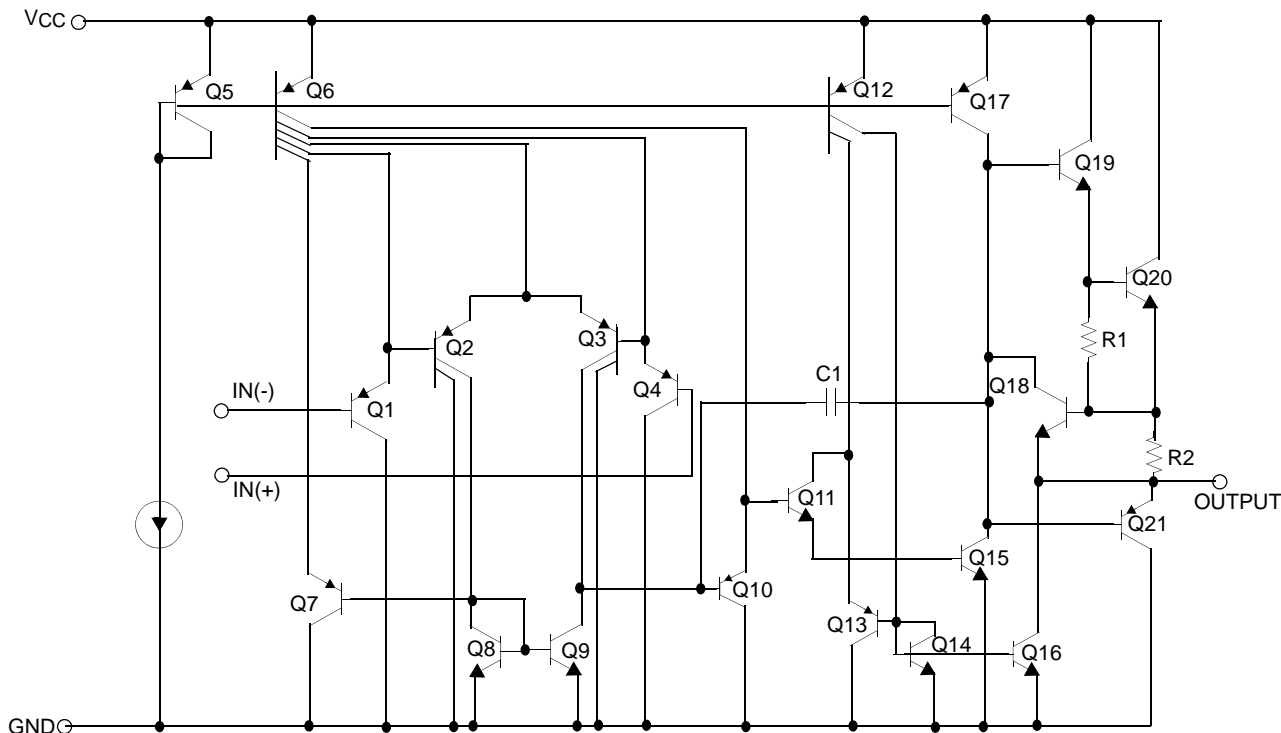 VCC
Q5
Q6
Q12
Q17
Q19
Q20
Q2
Q3
R1
C1
Q18
IN(-)
Q1
Q4
R2
IN(+)
Q11
OUTPUT
Q21
Q15
Q7
Q10
Q8
Q9
Q13
Q14
Q16
GND